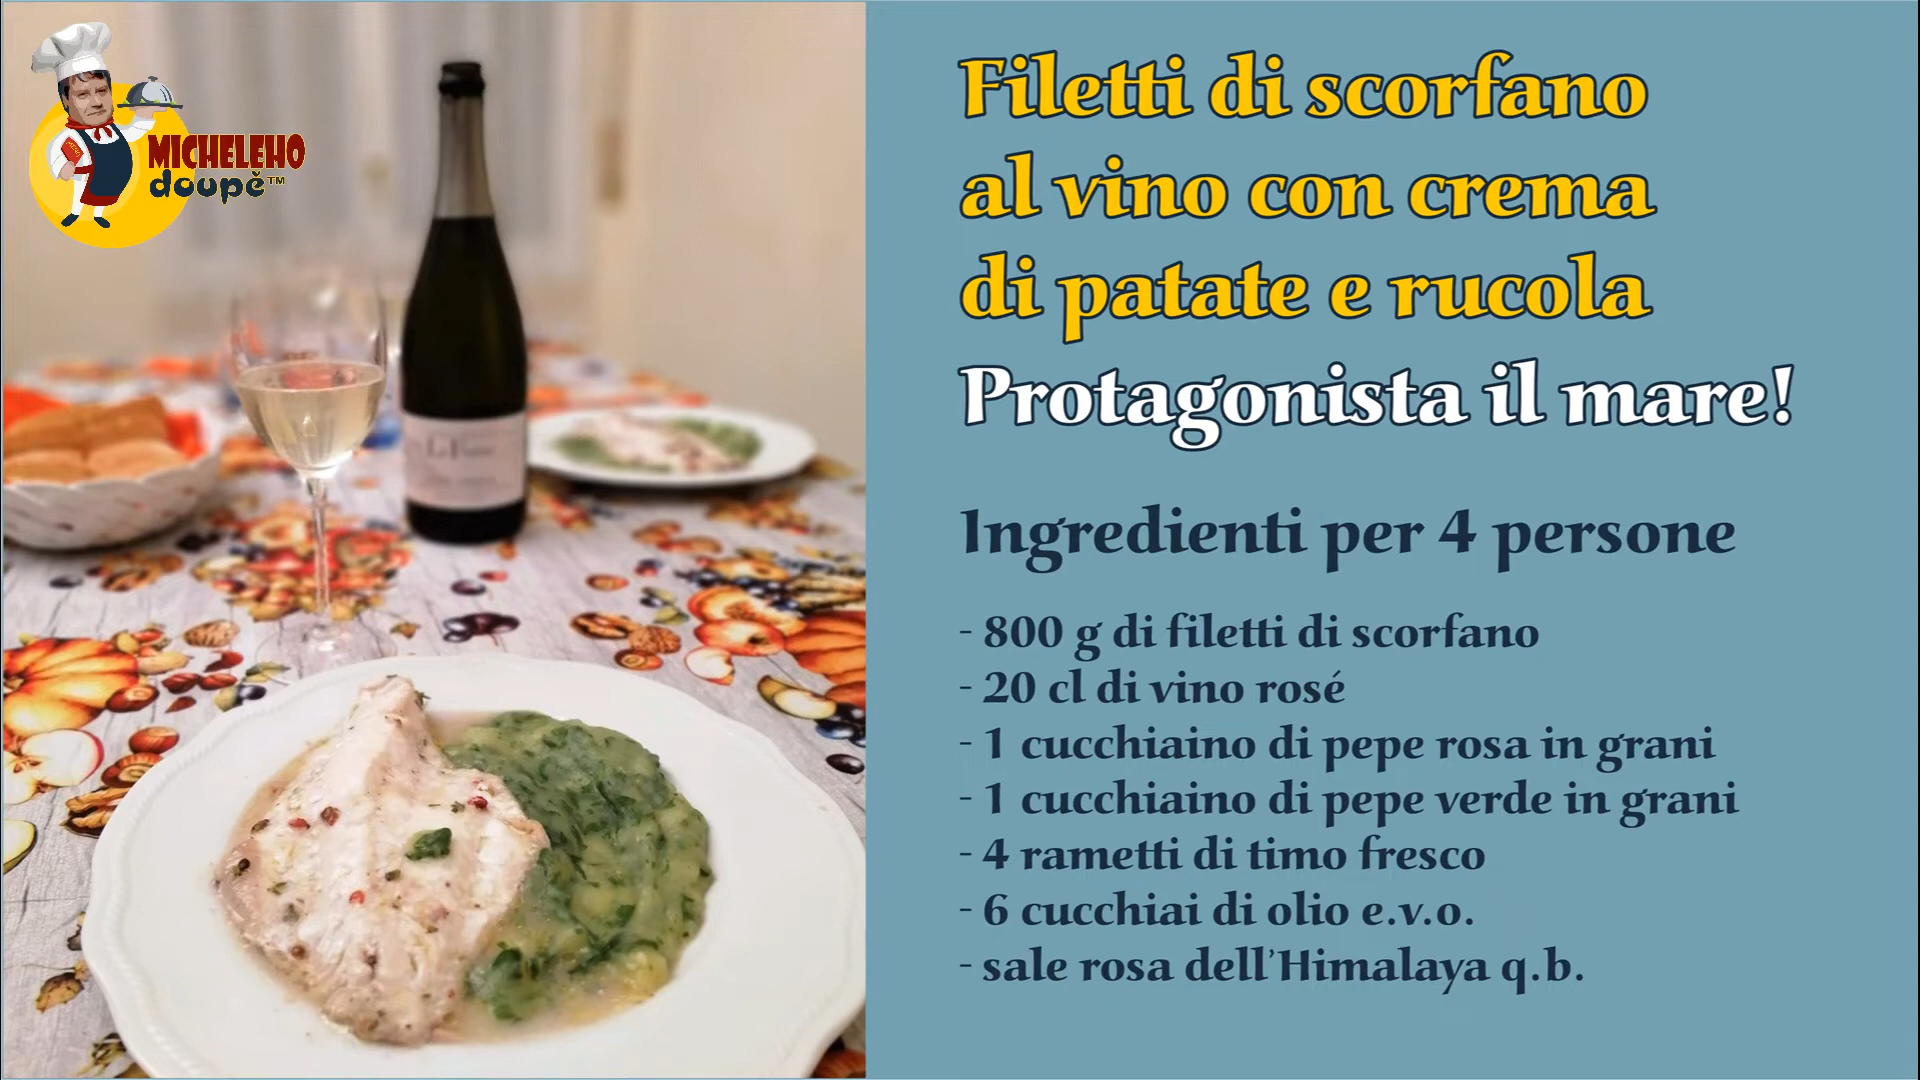 MICHELEHO
doupě™
Filetti di scorfano
al vino con crema
di patate e rucola
Protagonista il mare!
Ingredienti per 4 persone
- 800 g di filetti di scorfano
- 20 cl di vino rosé
- 1 cucchiaino di pepe rosa in grani
- 1 cucchiaino di pepe verde in grani
- 4 rametti di timo fresco
- 6 cucchiai di olio e.v.o.
- sale rosa dell'Himalaya q.b.